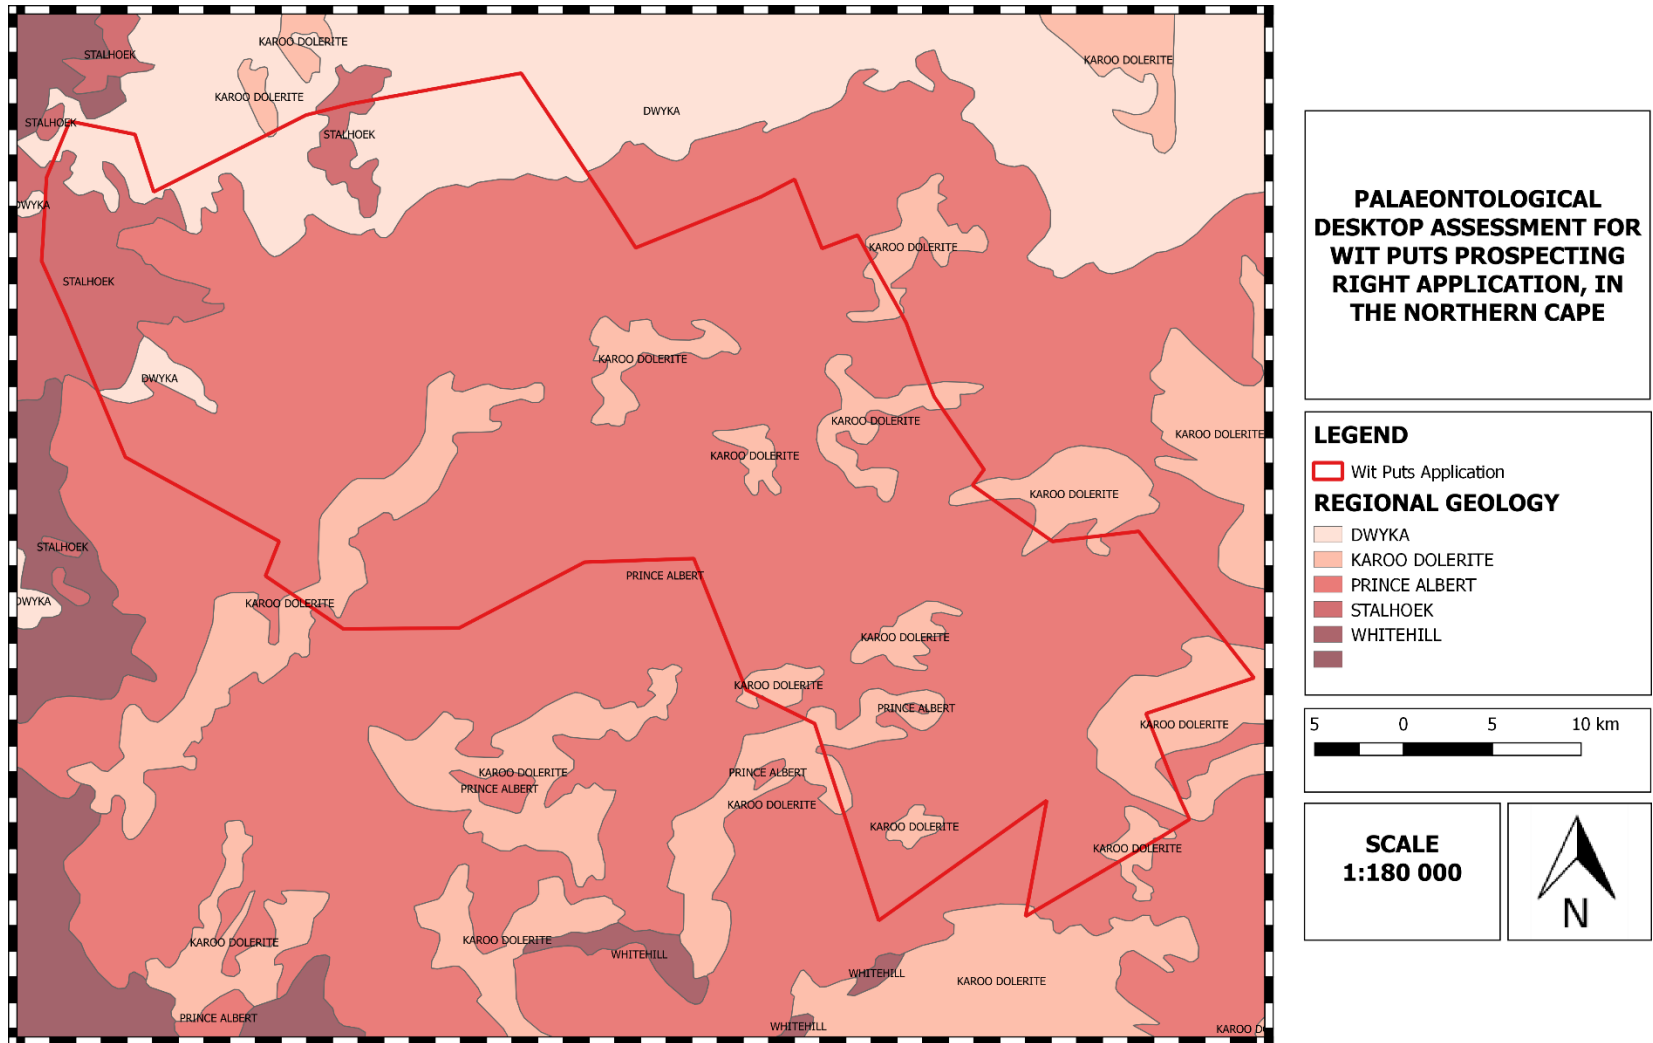 KAROO DOLERITE
STALHOEK
KAROO DOLERITE
KAROO DOLERITE
DWYKA
STALHOEK
STALHOEK
DWYKA
KAROO DOLERITE
STALHOEK
KAROO DOLERITE
DWYKA
KAROO DOLERITE
KAROO DOLERITE
KAROO DOLERITE
KAROO DOLERITE
STALHOEK
PRINCE ALBERT
DWYKA
KAROO DOLERITE
KAROO DOLERITE
KAROO DOLERITE
PRINCE ALBERT
KAROO DOLERITE
KAROO DOLERITE
PRINCE ALBERT
PRINCE ALBERT
KAROO DOLERITE
KAROO DOLERITE
KAROO DOLERITE
KAROO DOLERITE
KAROO DOLERITE
WHITEHILL
WHITEHILL
KAROO DOLERITE
PRINCE ALBERT
WHITEHILL
KAROO D
PALAEONTOLOGICAL
DESKTOP ASSESSMENT FOR
WIT PUTS PROSPECTING
RIGHT APPLICATION, IN
THE NORTHERN CAPE
LEGEND
Wit Puts Application
REGIONAL GEOLOGY
DWYKA
KAROO DOLERITE
PRINCE ALBERT
STALHOEK
WHITEHILL
5 0 5 10 km
SCALE
1:180 000
N